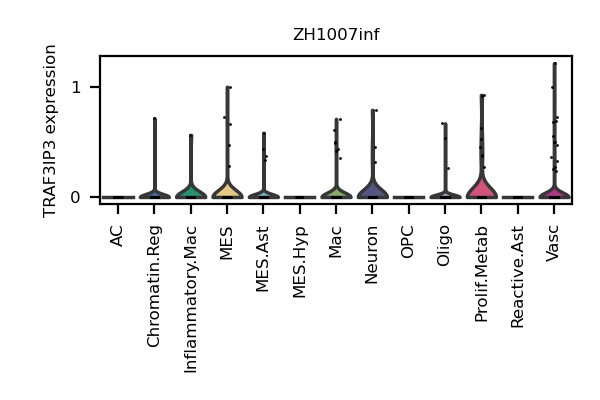 ZH1007inf
TRAF3IP3 expression
1
0
AC
Chromatin.Reg
Inflammatory.Mac
MES
MES.Ast
MES.Hyp
Mac
Neuron
OPC
Oligo
Prolif.Metab
Reactive.Ast
Vasc